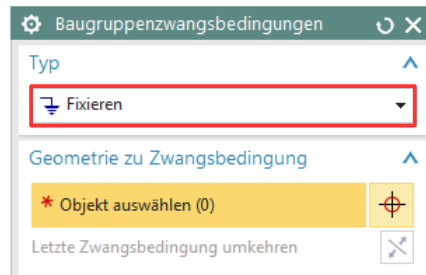 Baugruppenzwangsbedingungen
Typ
Fixieren
Geometrie zu Zwangsbedingung
* Objekt auswählen (0)
Letzte Zwangsbedingung umkehren